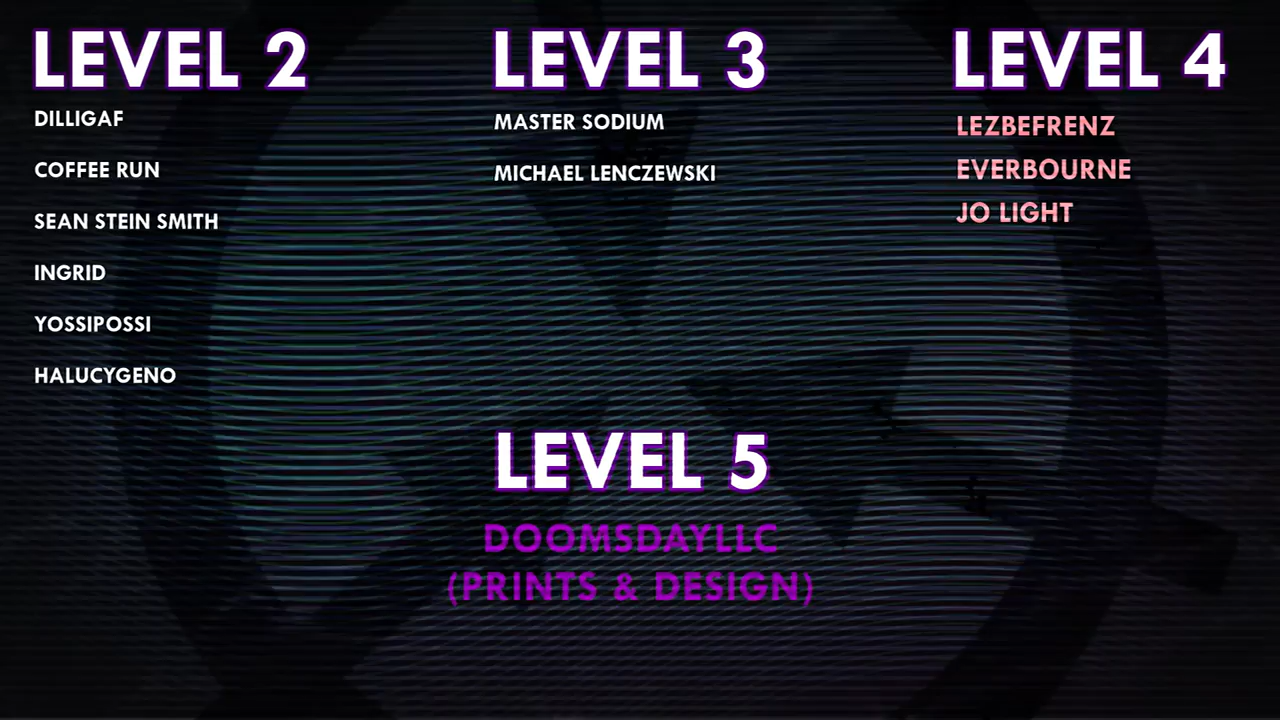 LEVEL 2
DILLIGAF
COFFEE RUN
SEAN STEIN SMITH
INGRID
YOSSIPOSSI
HALUCYGENO
LEVEL 3
MASTER SODIUM
MICHAEL LENCZEWSKI
LEVEL 4
LEZBEFRENZ
EVERBOURNE
JO LIGHT
LEVEL 5
DOOMSDAYLLC
(PRINTS & DESIGN)